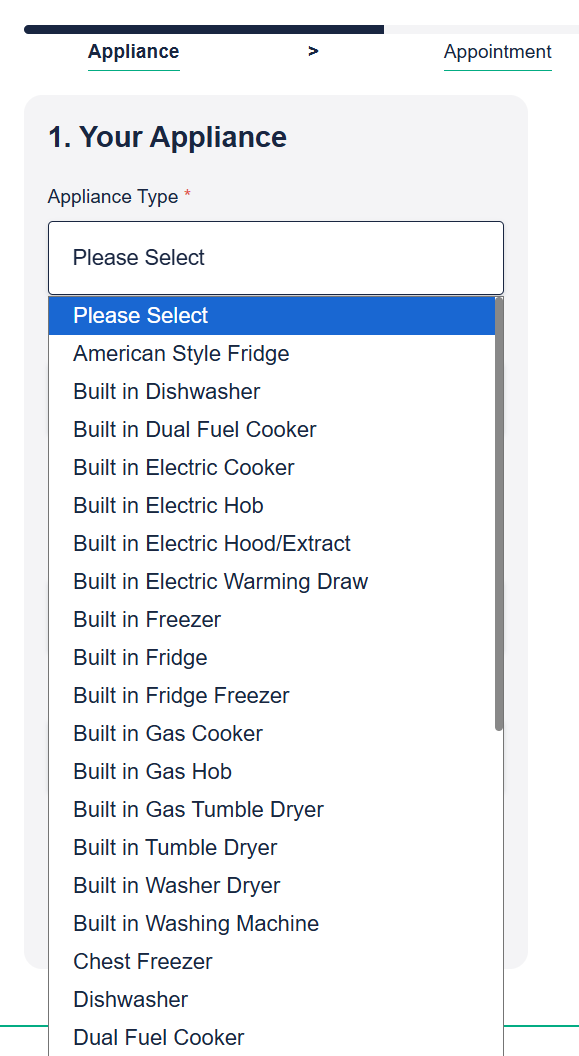 Appliance > Appointment
1. Your Appliance
Appliance Type *
Please Select
Please Select
American Style Fridge
Built in Dishwasher
Built in Dual Fuel Cooker
Built in Electric Cooker
Built in Electric Hob
Built in Electric Hood/Extract
Built in Electric Warming Draw
Built in Freezer
Built in Fridge
Built in Fridge Freezer
Built in Gas Cooker
Built in Gas Hob
Built in Gas Tumble Dryer
Built in Tumble Dryer
Built in Washer Dryer
Built in Washing Machine
Chest Freezer
Dishwasher
Dual Fuel Cooker